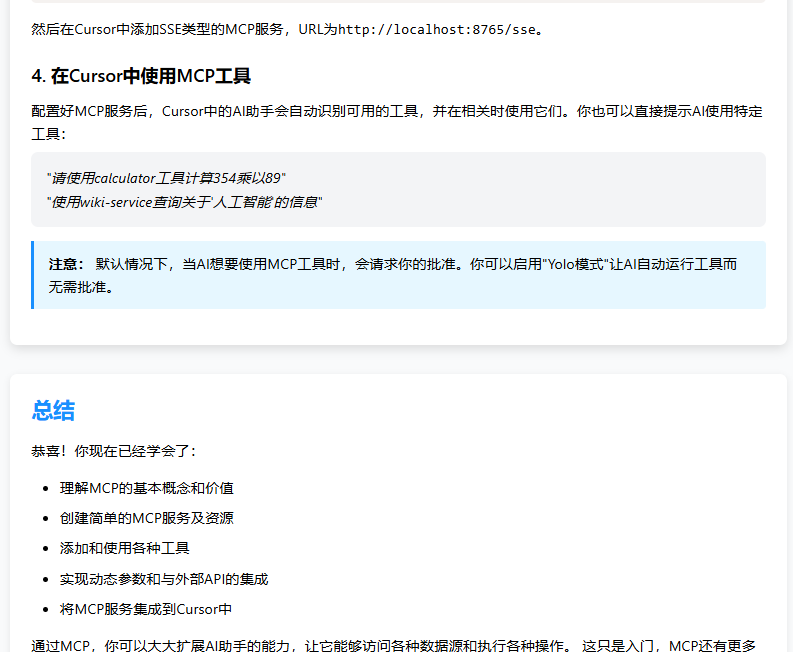 然后在Cursor中添加SSE类型的MCP服务，URL为http://localhost:8765/sse。
4. 在Cursor中使用MCP工具
配置好MCP服务后，Cursor中的AI助手会自动识别可用的工具，并在相关时使用它们。你也可以直接提示AI使用特定
工具：
"请使用calculator工具计算354乘以89"
"使用wiki-service查询关于'人工智能'的信息"
注意： 默认情况下，当AI想要使用MCP工具时，会请求你的批准。你可以启用"Yolo模式"让AI自动运行工具而
无需批准。
总结
恭喜！你现在已经学会了：
• 理解MCP的基本概念和价值
• 创建简单的MCP服务及资源
• 添加和使用各种工具
• 实现动态参数和与外部API的集成
• 将MCP服务集成到Cursor中
通过MCP，你可以大大扩展AI助手的能力，让它能够访问各种数据源和执行各种操作。 这只是入门，MCP还有更多